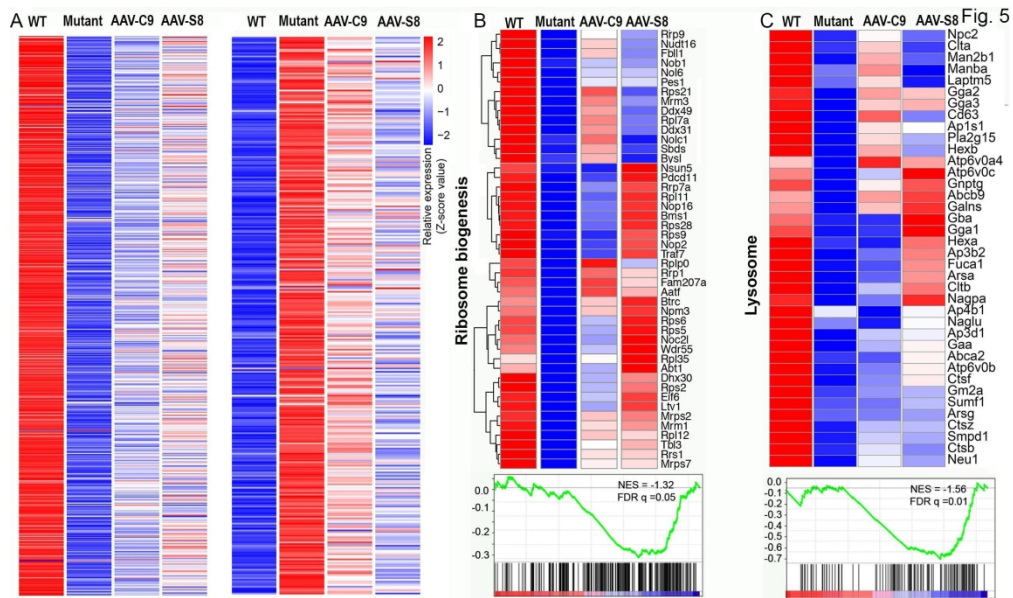 Fig. 5
A
WT Mutant AAV-C9 AAV-S8
WT Mutant AAV-C9 AAV-S8
2
1
0
−1
−2
Relative expression
(Z-score value)
B
WT Mutant AAV-C9 AAV-S8
Ribosome biogenesis
Rrp9
Nudt16
Fbll1
Nob1
Nol6
Pes1
Rps21
Mrm3
Ddx49
Rpl7a
Ddx31
Nolc1
Sbds
Bysl
Nsun5
Pdcd11
Rrp7a
Rpl11
Nop16
Bms1
Rps28
Rps9
Nop2
Traf7
Rplp0
Rrp1
Fam207a
Aatf
Btrc
Npm3
Rps6
Rps5
Noc2l
Wdr55
Rpl35
Abt1
Dhx30
Rps2
Eif6
Ltv1
Mrps2
Mrm1
Rpl12
Tbl3
Rrs1
Mrps7
NES = -1.32
FDR q =0.05
0.0
-0.1
-0.2
-0.3
C
WT Mutant AAV-C9 AAV-S8
Lysosome
Npc2
Clta
Man2b1
Manba
Laptm5
Gga2
Gga3
Cd63
Ap1s1
Pla2g15
Hexb
Atp6v0a4
Atp6v0c
Gnptg
Abcb9
Galns
Gba
Gga1
Hexa
Ap3b2
Fuca1
Arsa
Cltb
Nagpa
Ap4b1
Naglu
Ap3d1
Gaa
Abca2
Atp6v0b
Ctsf
Gm2a
Sumf1
Arsg
Ctsz
Smpd1
Ctsb
Neu1
NES = -1.56
FDR q =0.01
0.0
-0.1
-0.2
-0.3
-0.4
-0.5
-0.6
-0.7